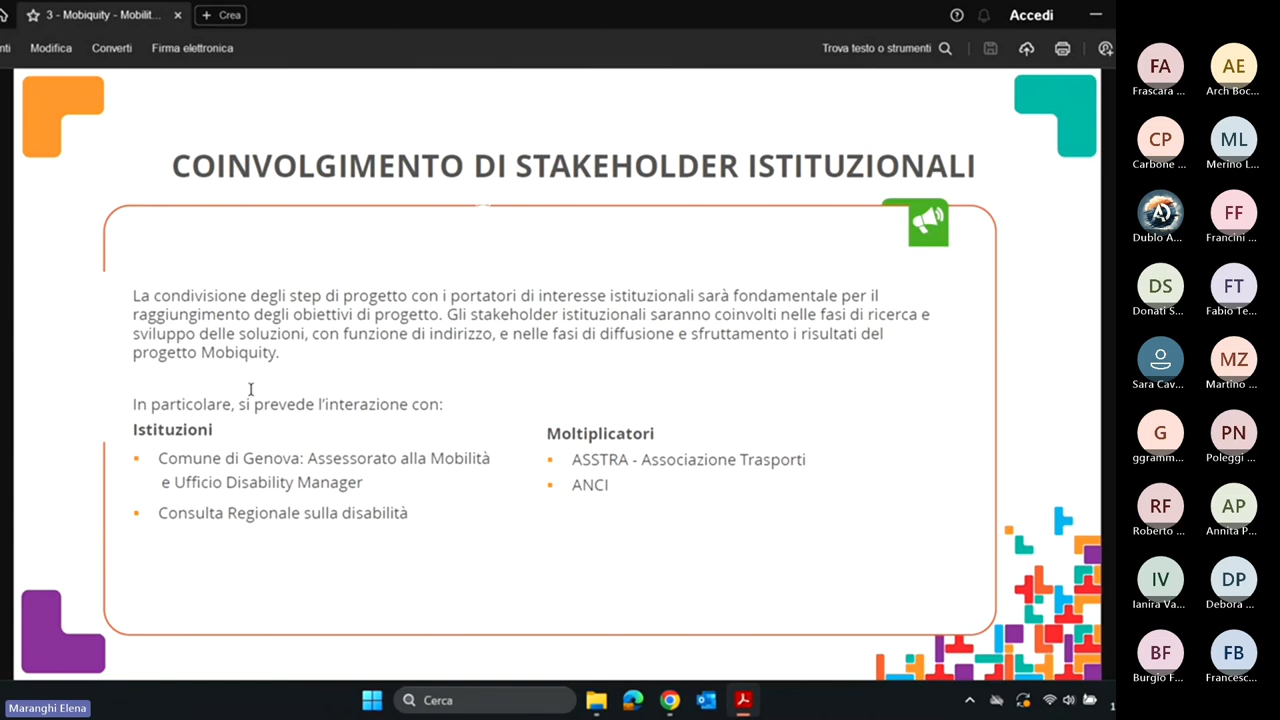 3 - Mobiquity - Mobilit...
Crea
Accedi
nti
Modifica
Converti
Firma elettronica
Trova testo o strumenti
COINVOLGIMENTO DI STAKEHOLDER ISTITUZIONALI
La condivisione degli step di progetto con i portatori di interesse istituzionali sarà fondamentale per il
raggiungimento degli obiettivi di progetto. Gli stakeholder istituzionali saranno coinvolti nelle fasi di ricerca e
sviluppo delle soluzioni, con funzione di indirizzo, e nelle fasi di diffusione e sfruttamento i risultati del
progetto Mobiquity.
In particolare, si prevede l'interazione con:
Istituzioni
Comune di Genova: Assessorato alla Mobilità
e Ufficio Disability Manager
Consulta Regionale sulla disabilità
Moltiplicatori
ASSTRA - Associazione Trasporti
ANCI
FA
Frascara ...
AE
Arch Boc...
CP
Carbone ...
ML
Merino L...
Dublo A...
FF
Francini ...
DS
Donati S...
FT
Fabio Te...
Sara Cav...
MZ
Martino ...
G
ggramm...
PN
Poleggi ...
RF
Roberto ...
AP
Annita P...
IV
Ianira Va...
DP
Debora ...
BF
Burgio F...
FB
Francesc...
Cerca
1
Maranghi Elena